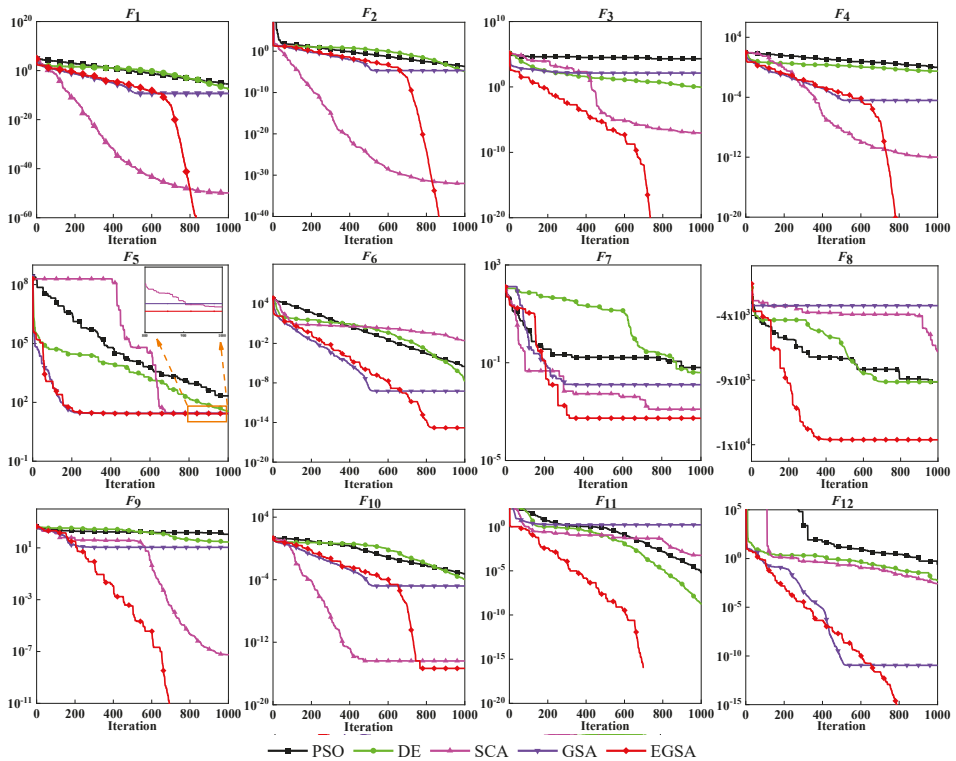 F1 F2 F3 F4
10^20 10^0 10^10 10^4
10^0 10^-10 10^0 10^-4
10^-20 10^-20 10^-10 10^-12
10^-40 10^-30 10^-20 10^-20
10^-60 10^-40
0 200 400 600 800 1000 0 200 400 600 800 1000 0 200 400 600 800 1000 0 200 400 600 800 1000
Iteration Iteration Iteration Iteration
F5 F6 F7 F8
10^8 10^4 10^3 -4x10^3
10^5 10^-2 10^-1 -9x10^3
10^2 10^-8 10^-5 -1x10^4
10^-1 10^-14
10^-20
0 200 400 600 800 1000 0 200 400 600 800 1000 0 200 400 600 800 1000 0 200 400 600 800 1000
Iteration Iteration Iteration Iteration
F9 F10 F11 F12
10^1 10^4 10^0 10^5
10^-3 10^-4 10^-5 10^0
10^-7 10^-12 10^-10 10^-5
10^-11 10^-20 10^-15 10^-10
10^-20 10^-15
0 200 400 600 800 1000 0 200 400 600 800 1000 0 200 400 600 800 1000 0 200 400 600 800 1000
Iteration Iteration Iteration Iteration
PSO DE SCA GSA EGSA